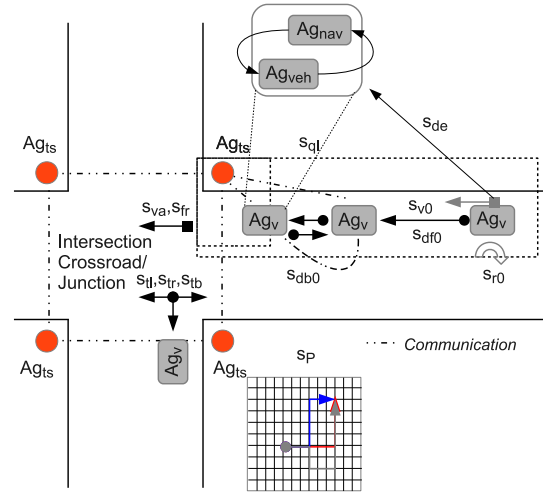 Ag_nav
Ag_veh
Ag_ts
Ag_ts
s_ql
s_de
s_va,s_fr
Ag_v
Ag_v
s_v0
Ag_v
s_df0
Intersection
Crossroad/
Junction
s_db0
s_r0
s_tl,s_tr,s_tb
Ag_v
Communication
Ag_ts
Ag_ts
s_P